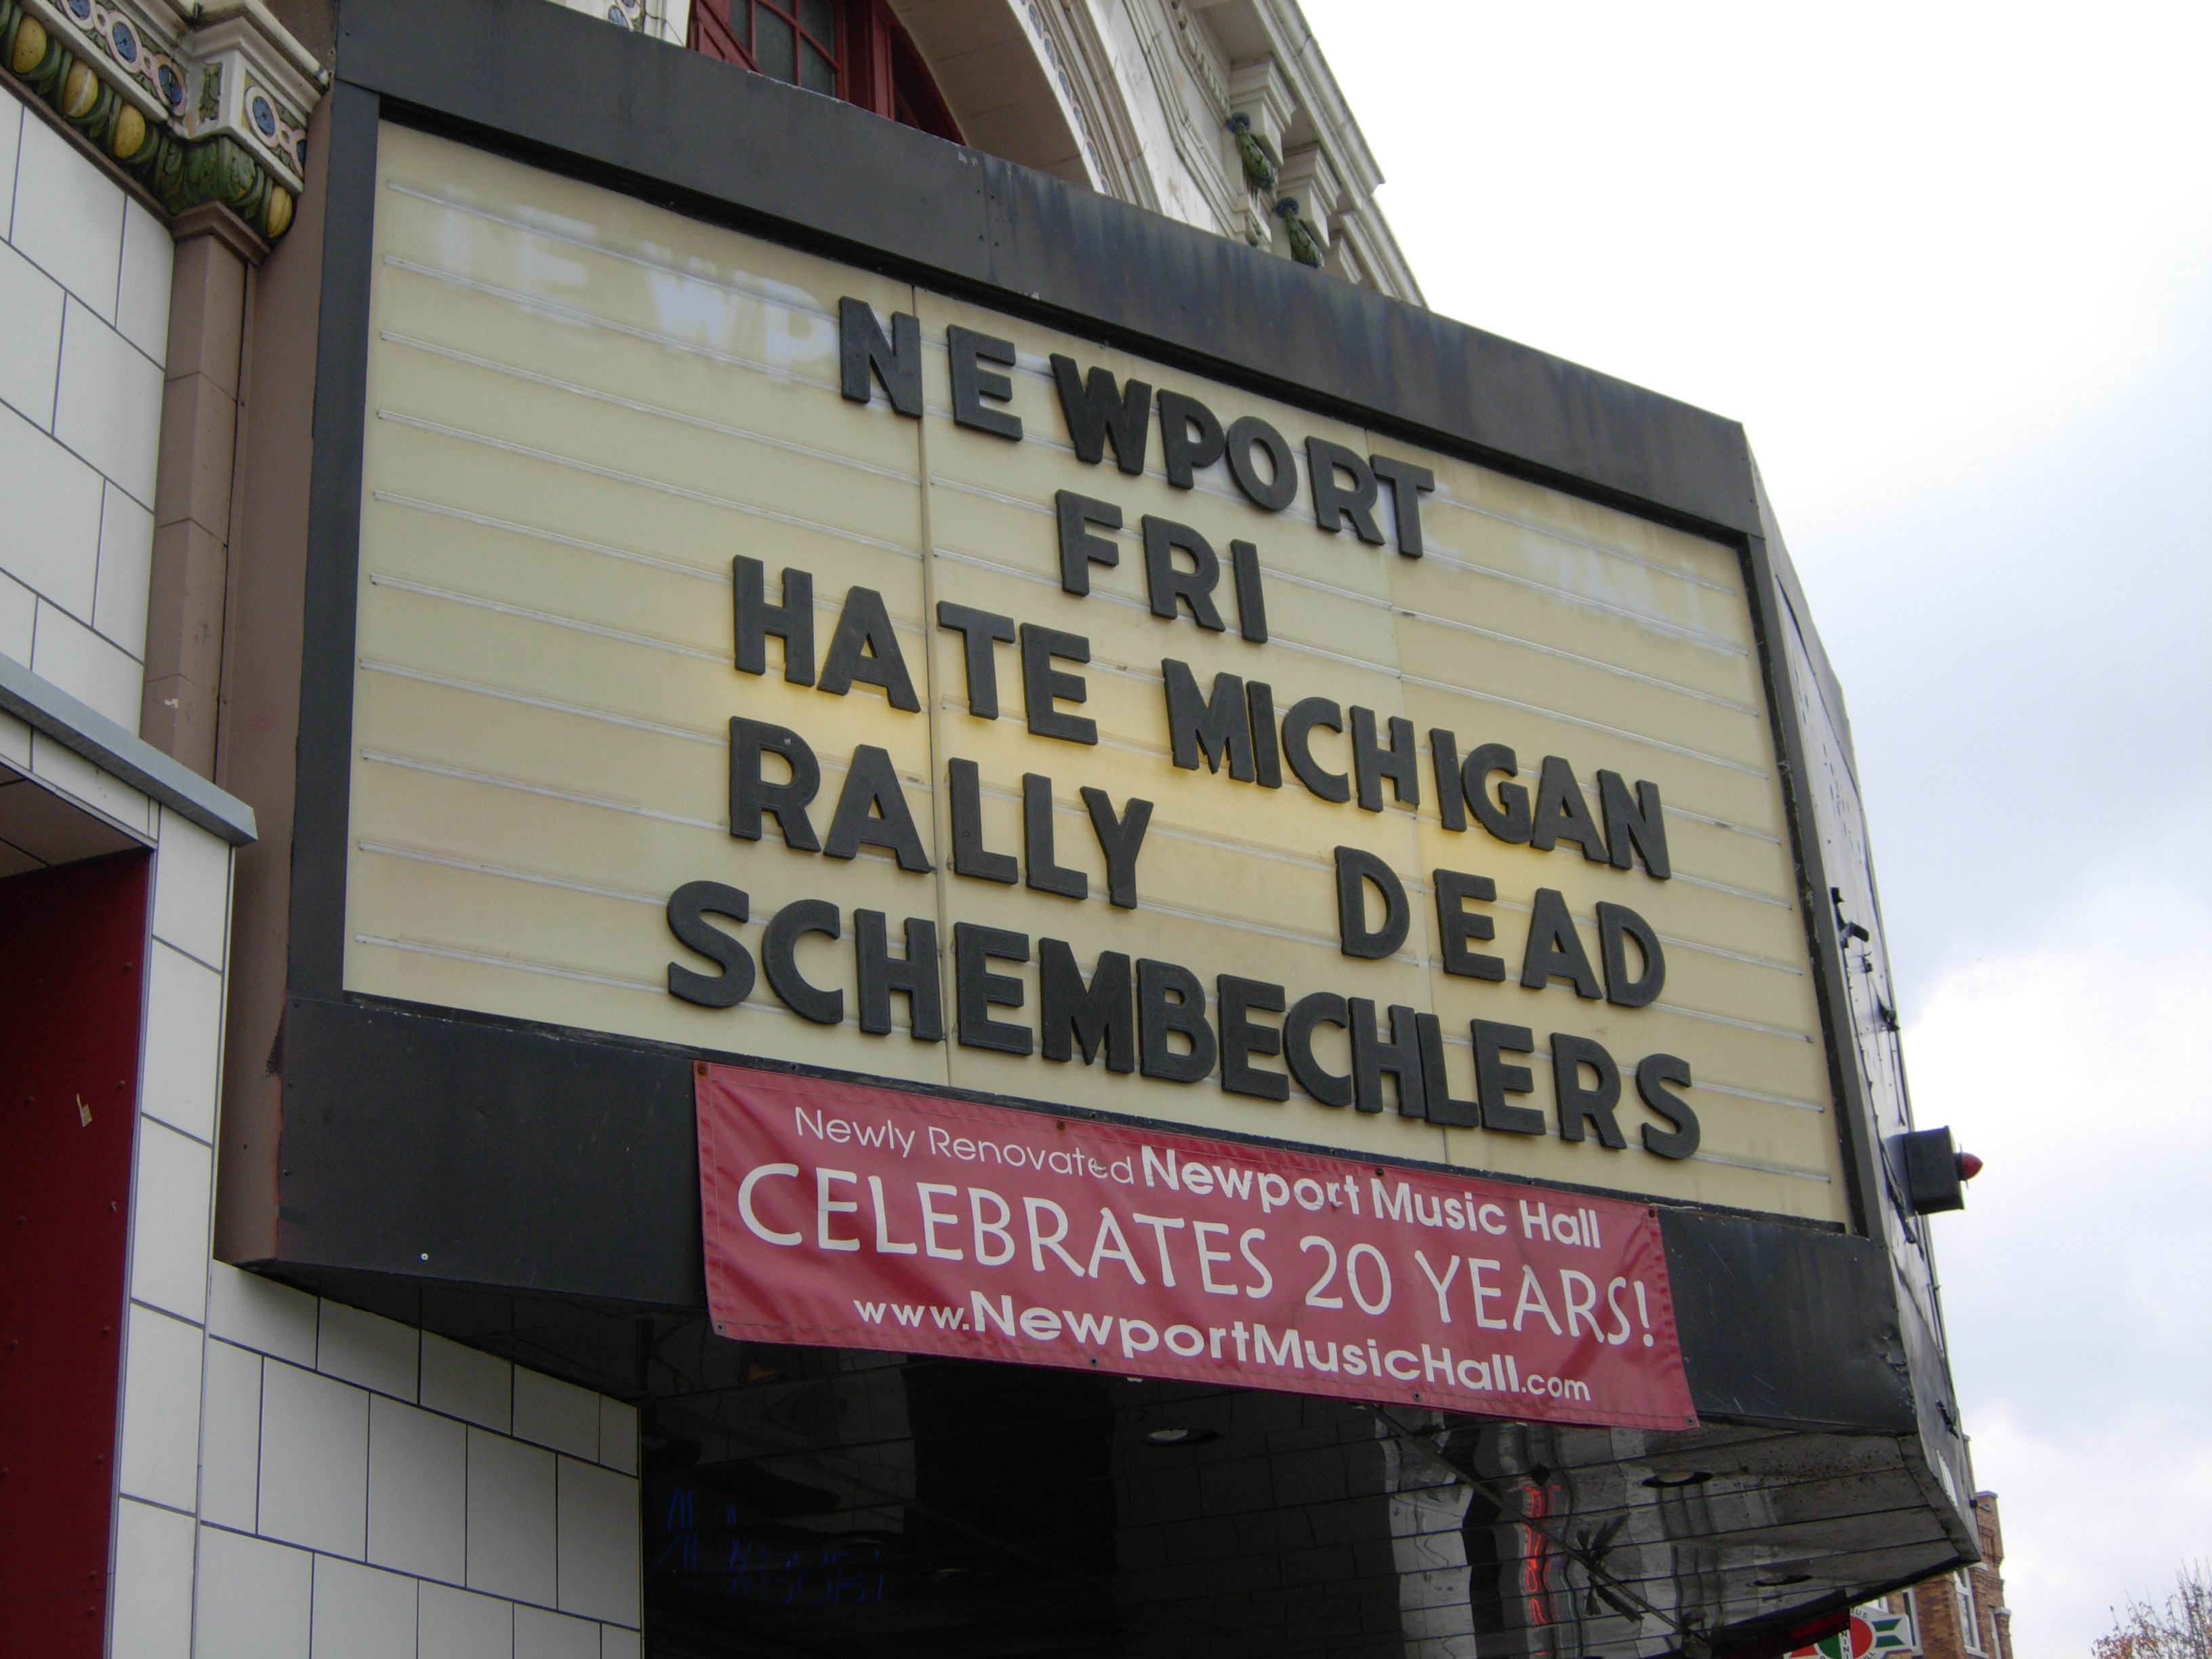 NEWPORT
FRI
HATE MICHIGAN
RALLY DEAD
SCHEMBECHLERS
Newly Renovated Newport Music Hall
CELEBRATES 20 YEARS!
www.NewportMusicHall.com